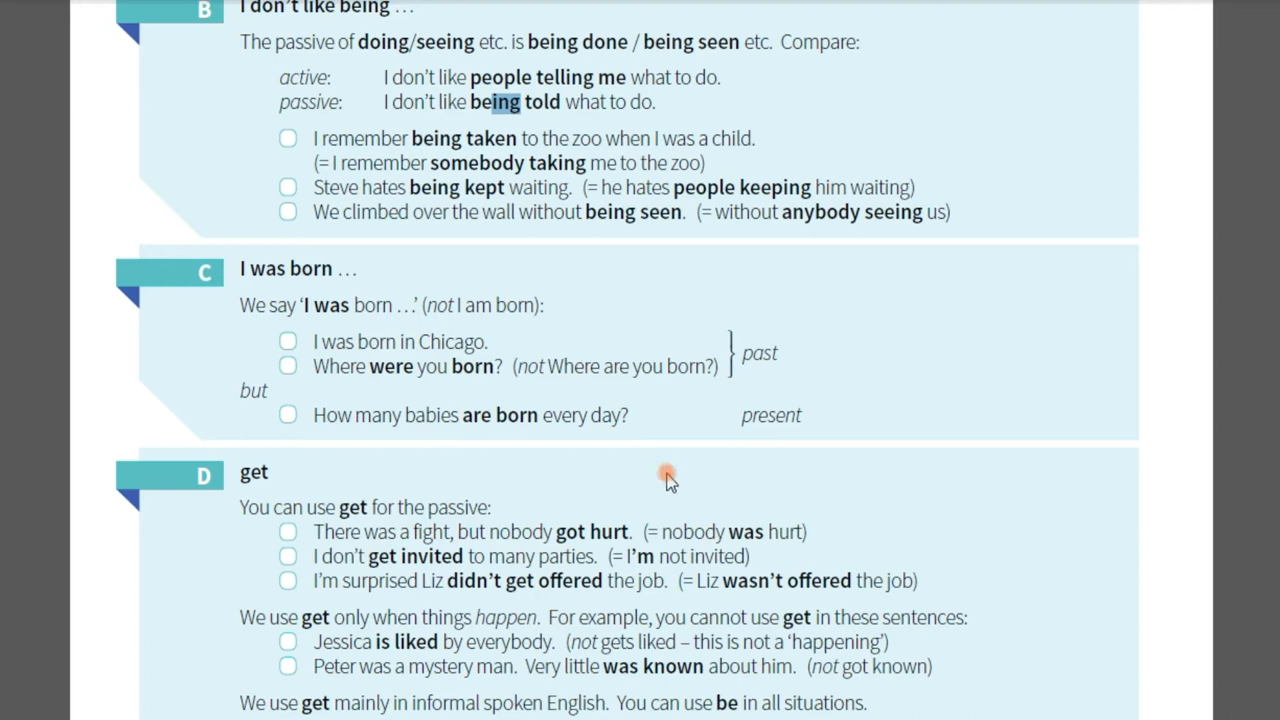 B
I don't like being …
The passive of doing/seeing etc. is being done / being seen etc. Compare:
active: I don't like people telling me what to do.
passive: I don't like being told what to do.
I remember being taken to the zoo when I was a child.
(= I remember somebody taking me to the zoo)
Steve hates being kept waiting. (= he hates people keeping him waiting)
We climbed over the wall without being seen. (= without anybody seeing us)
C
I was born …
We say ‘I was born …’ (not I am born):
I was born in Chicago.
past
Where were you born? (not Where are you born?)
but
How many babies are born every day? present
D
get
You can use get for the passive:
There was a fight, but nobody got hurt. (= nobody was hurt)
I don't get invited to many parties. (= I'm not invited)
I'm surprised Liz didn't get offered the job. (= Liz wasn't offered the job)
We use get only when things happen. For example, you cannot use get in these sentences:
Jessica is liked by everybody. (not gets liked – this is not a ‘happening’)
Peter was a mystery man. Very little was known about him. (not got known)
We use get mainly in informal spoken English. You can use be in all situations.